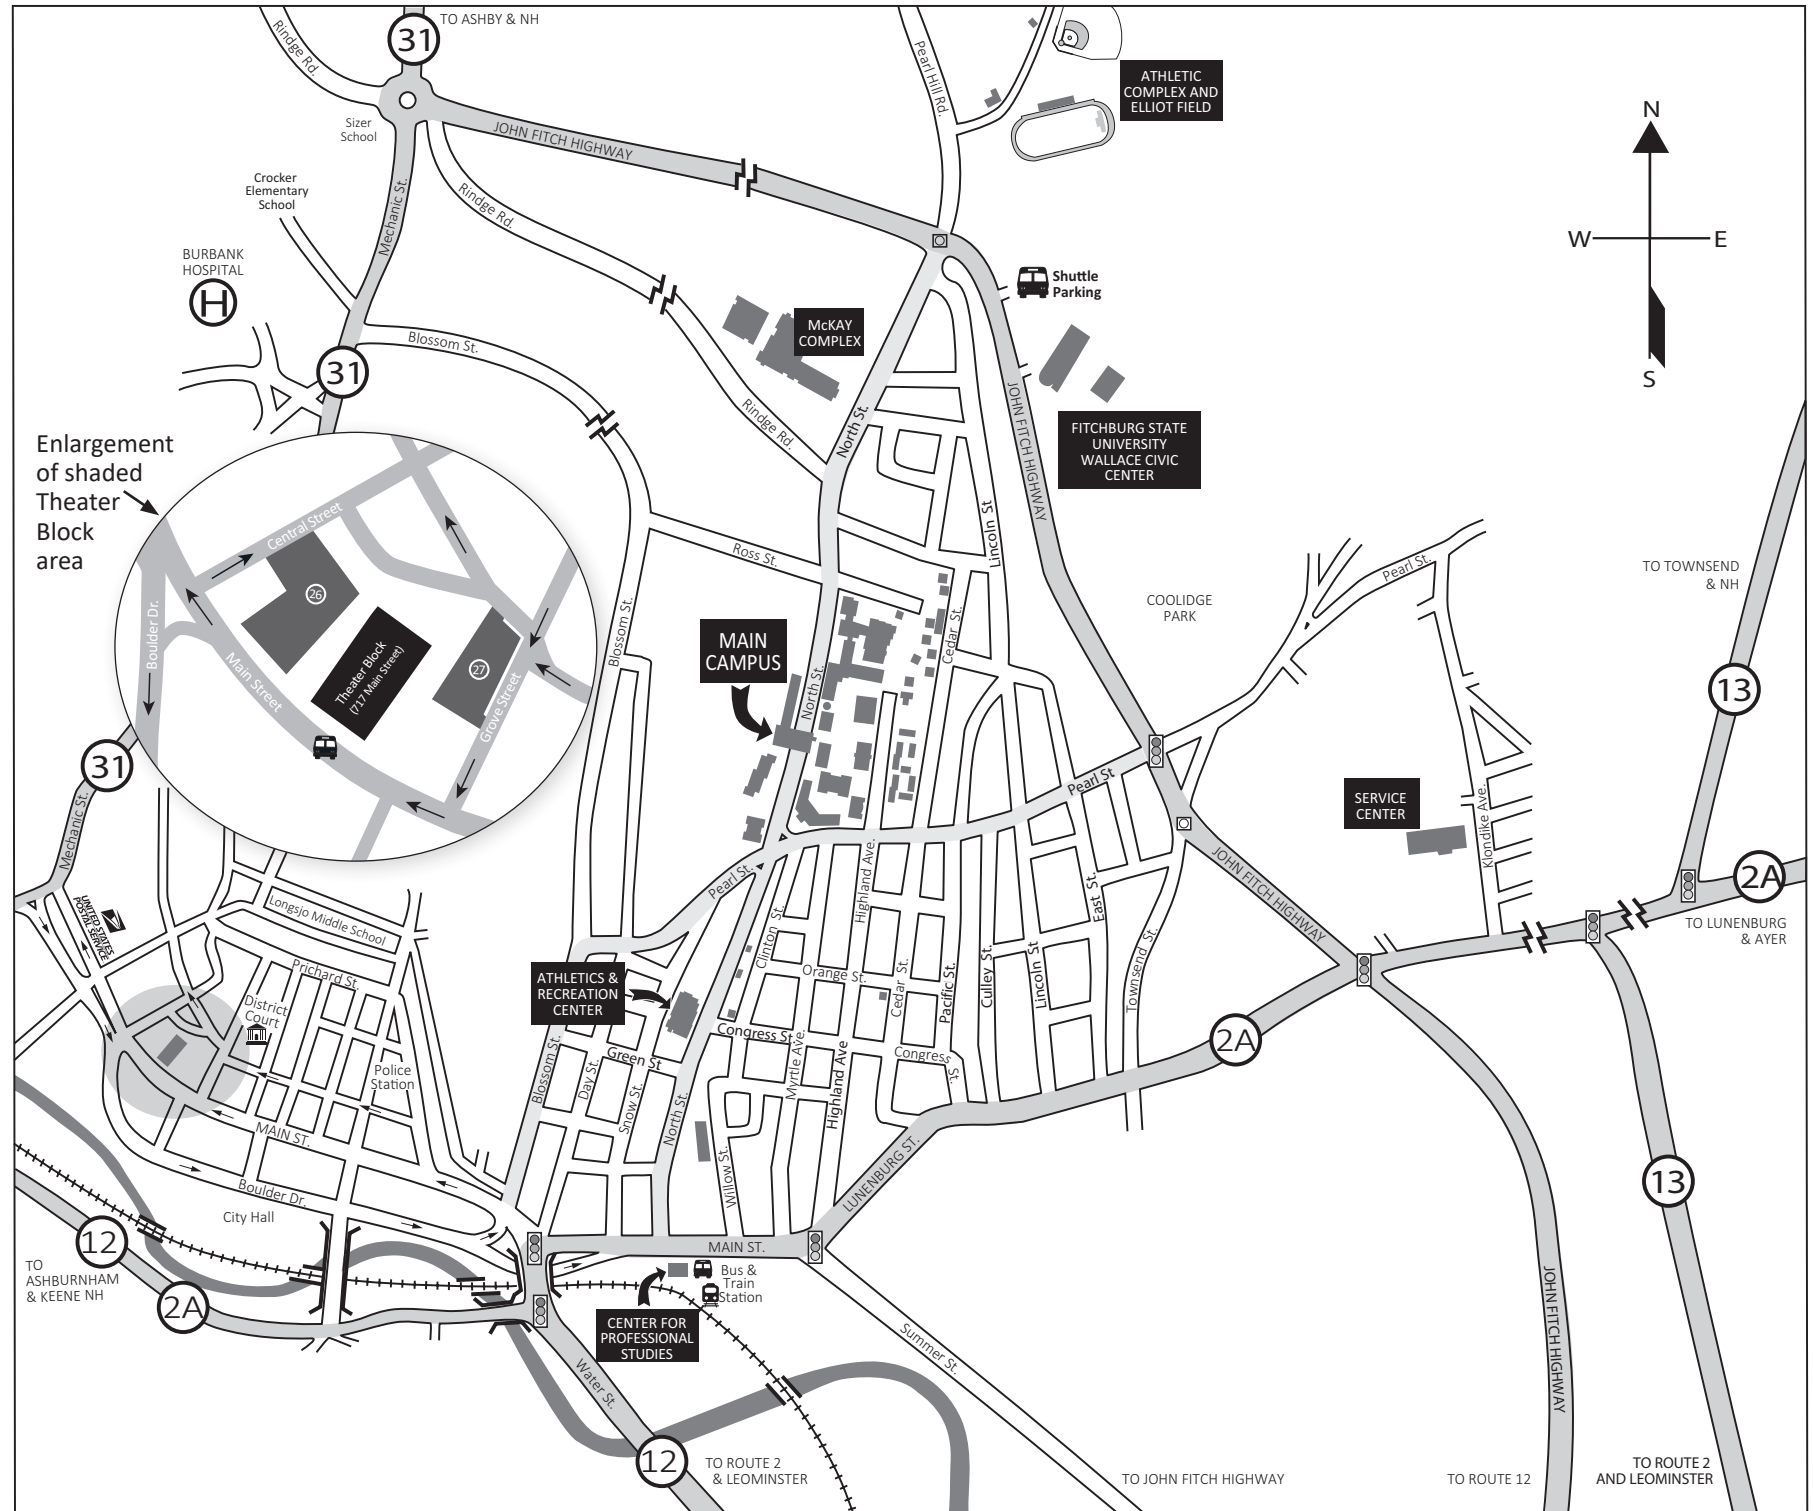 TO ASHBY & NH
31
Rindge Rd.
Pearl Hill Rd.
ATHLETIC
COMPLEX AND
ELLIOT FIELD
N
W
E
S
Sizer
School
JOHN FITCH HIGHWAY
Crocker
Elementary
School
Mechanic St.
Rindge Rd.
BURBANK
HOSPITAL
H
Shuttle
Parking
McKAY
COMPLEX
Blossom St.
31
Rindge Rd.
North St.
JOHN FITCH HIGHWAY
FITCHBURG STATE
UNIVERSITY
WALLACE CIVIC
CENTER
Enlargement
of shaded
Theater
Block
area
Central Street
26
Theater Block
(717 Main Street)
27
Boulder Dr.
Main Street
Grove Street
Lincoln St
Ross St.
Pearl St.
TO TOWNSEND
& NH
COOLIDGE
PARK
Blossom St.
Cedar St.
MAIN
CAMPUS
North St.
13
31
Pearl St
SERVICE
CENTER
Klondike Ave.
Mechanic St.
JOHN FITCH HIGHWAY
2A
TO LUNENBURG
& AYER
Pearl St.
Highland Ave.
East St.
UNITED STATES
POSTAL SERVICE
Longsjo Middle School
Clinton St.
Prichard St.
ATHLETICS &
RECREATION
CENTER
Orange St.
Cedar St.
Pacific St.
Culley St.
Lincoln St
Townsend St.
District
Court
Congress St.
Green St
Congress
St.
Myrtle Ave.
Highland Ave
2A
Police
Station
Blossom St.
Day St.
Snow St.
North St.
MAIN ST.
Willow St.
LUNENBURG ST.
Boulder Dr.
City Hall
13
12
MAIN ST.
TO
ASHBURNHAM
& KEENE NH
2A
Bus &
Train
Station
CENTER FOR
PROFESSIONAL
STUDIES
Summer St.
JOHN FITCH HIGHWAY
Water St.
12
TO ROUTE 2
& LEOMINSTER
TO JOHN FITCH HIGHWAY
TO ROUTE 12
TO ROUTE 2
AND LEOMINSTER